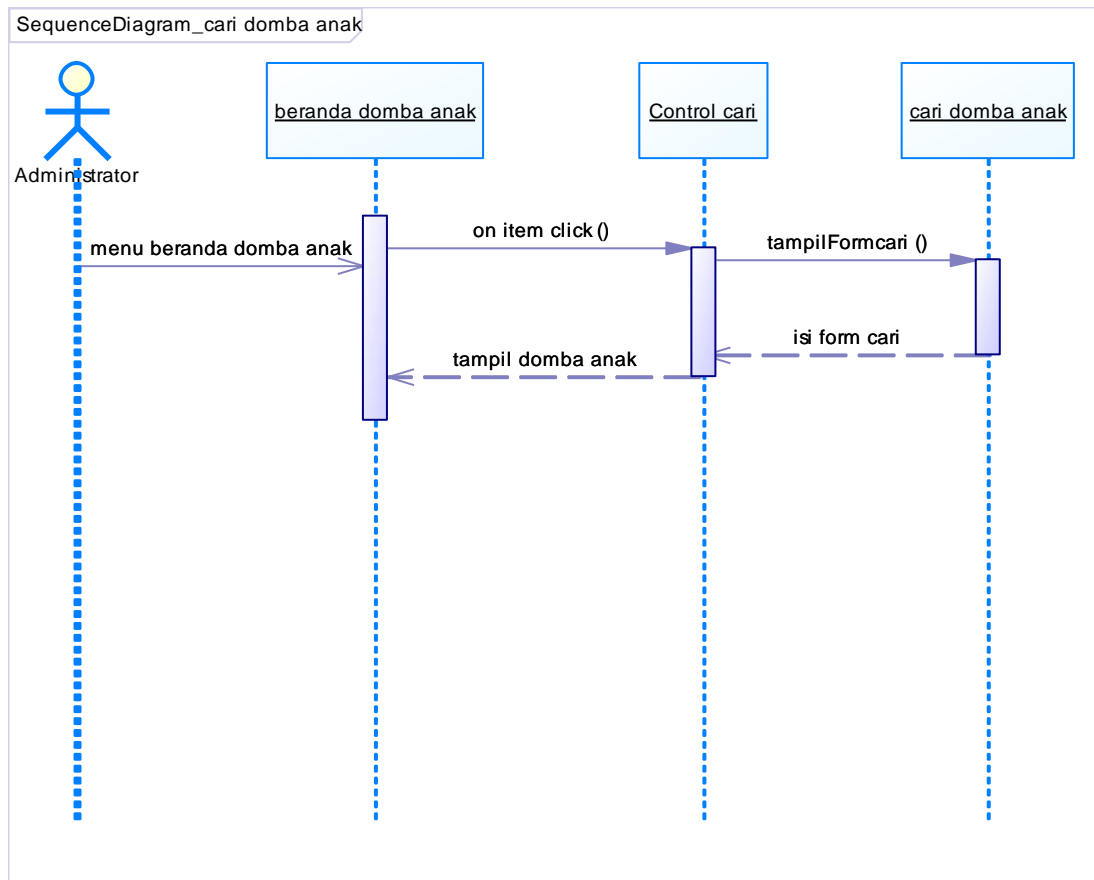 SequenceDiagram_cari domba anak
beranda domba anak
Control cari
cari domba anak
Administrator
on item click ()
tampilFormcari ()
menu beranda domba anak
isi form cari
tampil domba anak